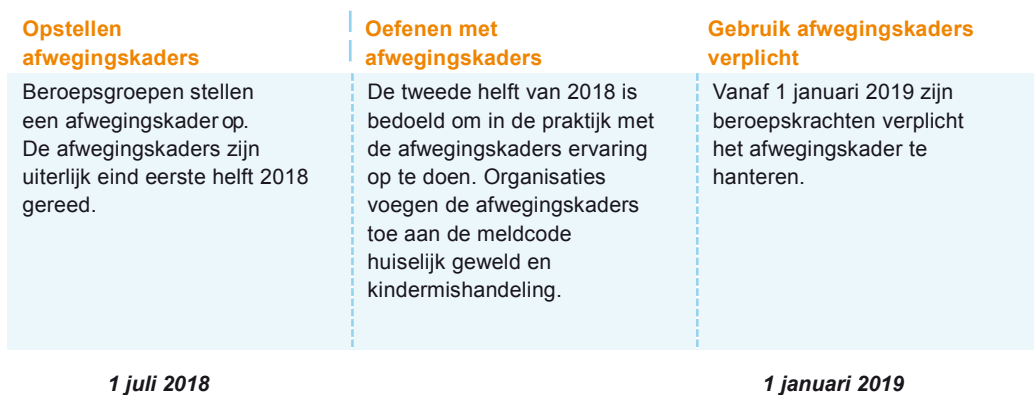 Opstellen
afwegingskaders
Beroepsgroepen stellen
een afwegingskader op.
De afwegingskaders zijn
uiterlijk eind eerste helft 2018
gereed.
Oefenen met
afwegingskaders
De tweede helft van 2018 is
bedoeld om in de praktijk met
de afwegingskaders ervaring
op te doen. Organisaties
voegen de afwegingskaders
toe aan de meldcode
huiselijk geweld en
kindermishandeling.
Gebruik afwegingskaders
verplicht
Vanaf 1 januari 2019 zijn
beroepskrachten verplicht
het afwegingskader te
hanteren.
1 juli 2018
1 januari 2019